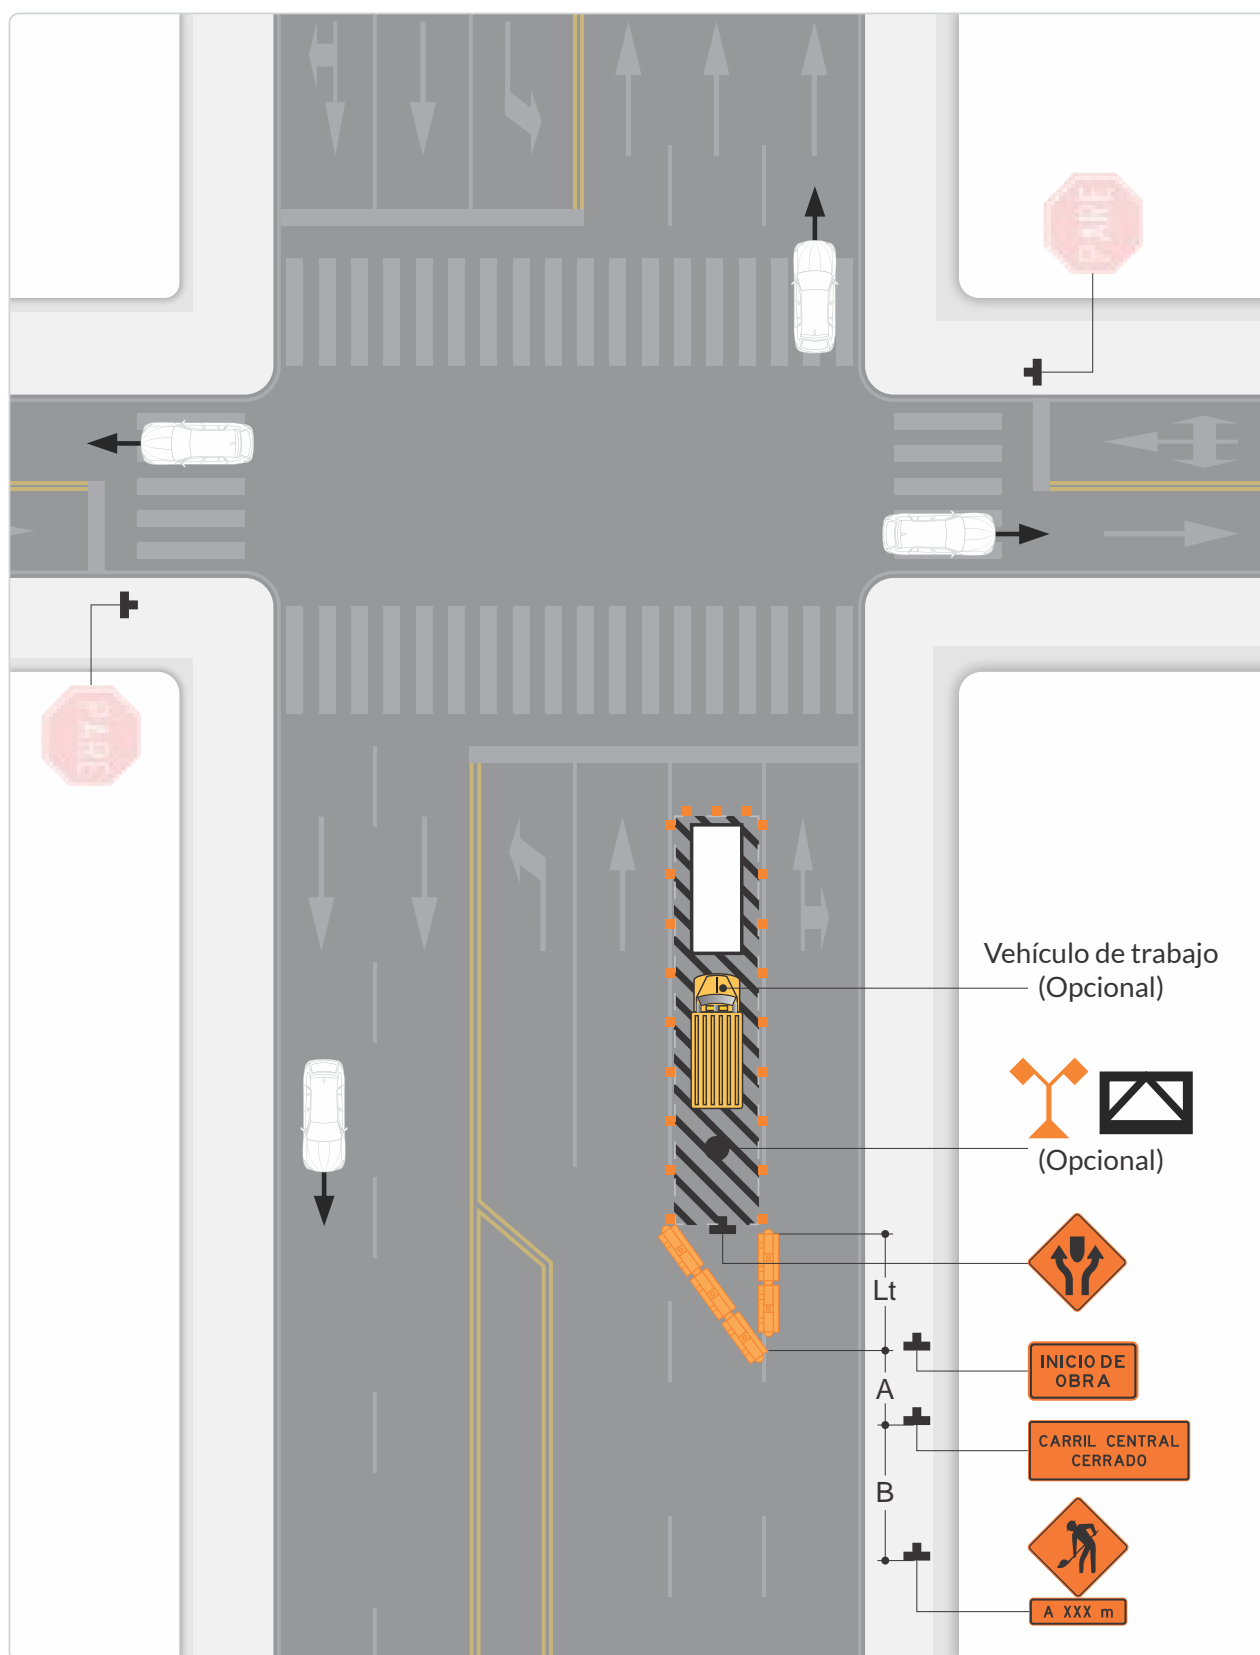 PARE
PARE
Vehículo de trabajo
(Opcional)
(Opcional)
Lt
INICIO DE
OBRA
A
CARRIL CENTRAL
CERRADO
B
A XXX m